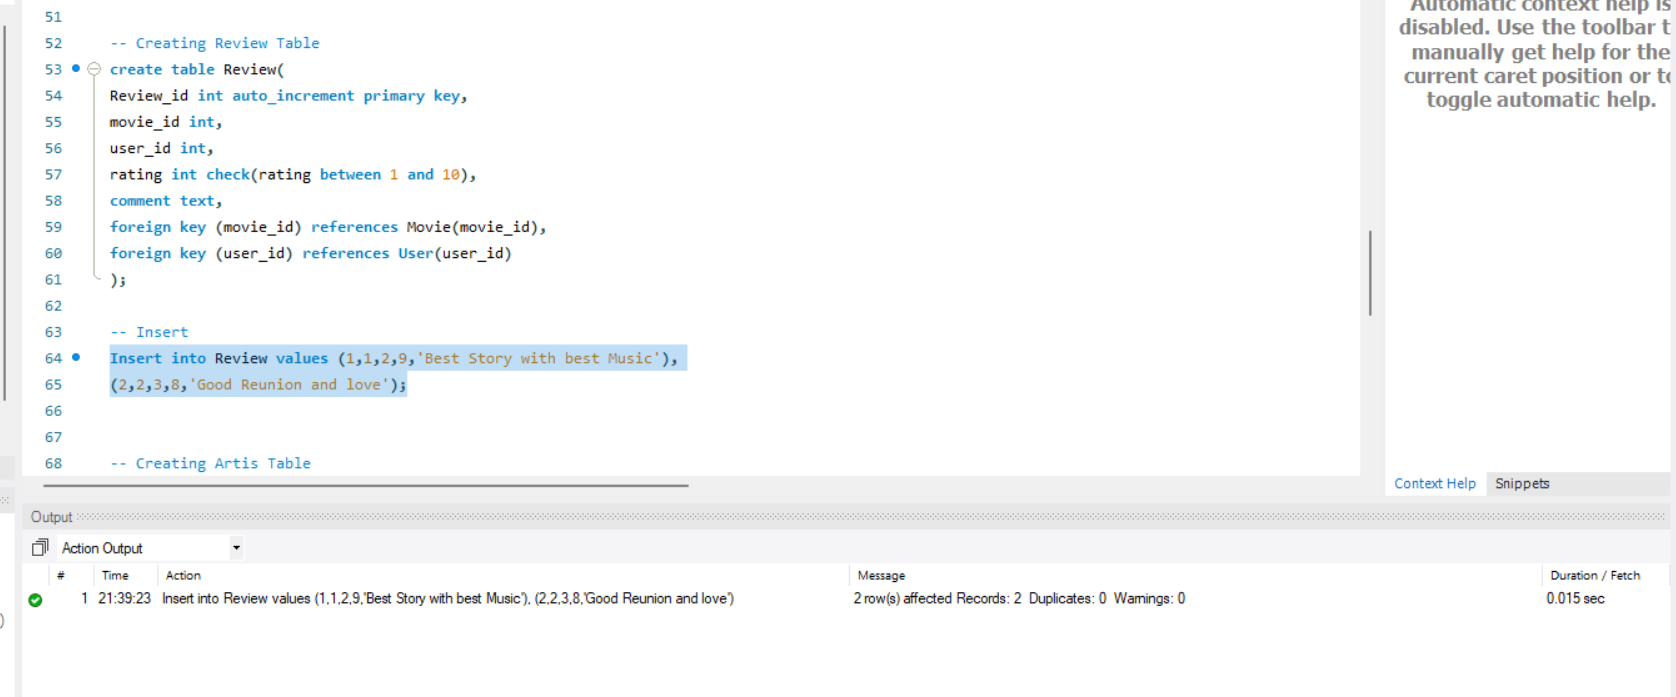 51
52 -- Creating Review Table
53 create table Review(
54 Review_id int auto_increment primary key,
55 movie_id int,
56 user_id int,
57 rating int check(rating between 1 and 10),
58 comment text,
59 foreign key (movie_id) references Movie(movie_id),
60 foreign key (user_id) references User(user_id)
61 );
62
63 -- Insert
64 Insert into Review values (1,1,2,9,'Best Story with best Music'),
65 (2,2,3,8,'Good Reunion and love');
66
67
68 -- Creating Artis Table
Automatic context help is
disabled. Use the toolbar t
manually get help for the
current caret position or to
toggle automatic help.
Context Help Snippets
Output
Action Output
# Time Action Message Duration / Fetch
1 21:39:23 Insert into Review values (1,1,2,9,'Best Story with best Music'), (2,2,3,8,'Good Reunion and love') 2 row(s) affected Records: 2 Duplicates: 0 Warnings: 0 0.015 sec
)